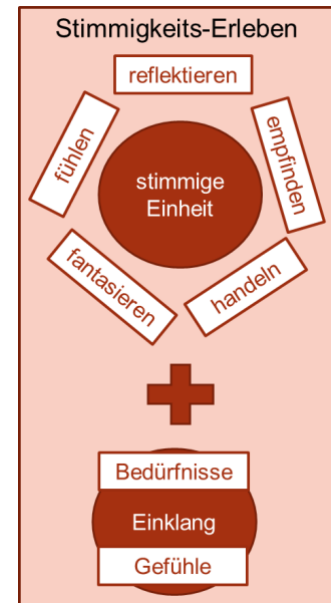 Stimmigkeits-Erleben
reflektieren
fühlen
empfinden
stimmige
Einheit
fantasieren
handeln
Bedürfnisse
Einklang
Gefühle